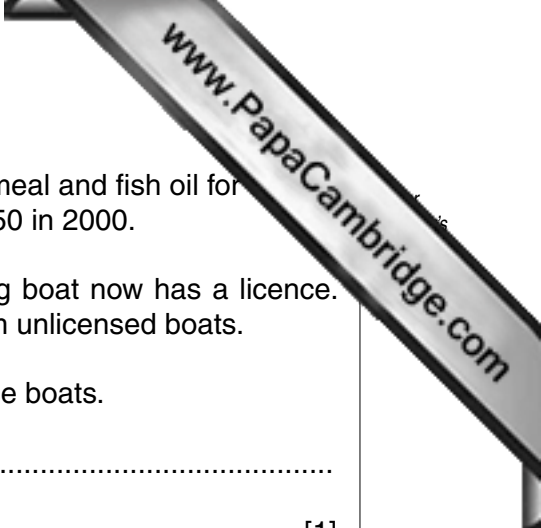 www.PapaCambridge.com
meal and fish oil for
50 in 2000.
g boat now has a licence.
unlicensed boats.
e boats.
....................................................
[1]